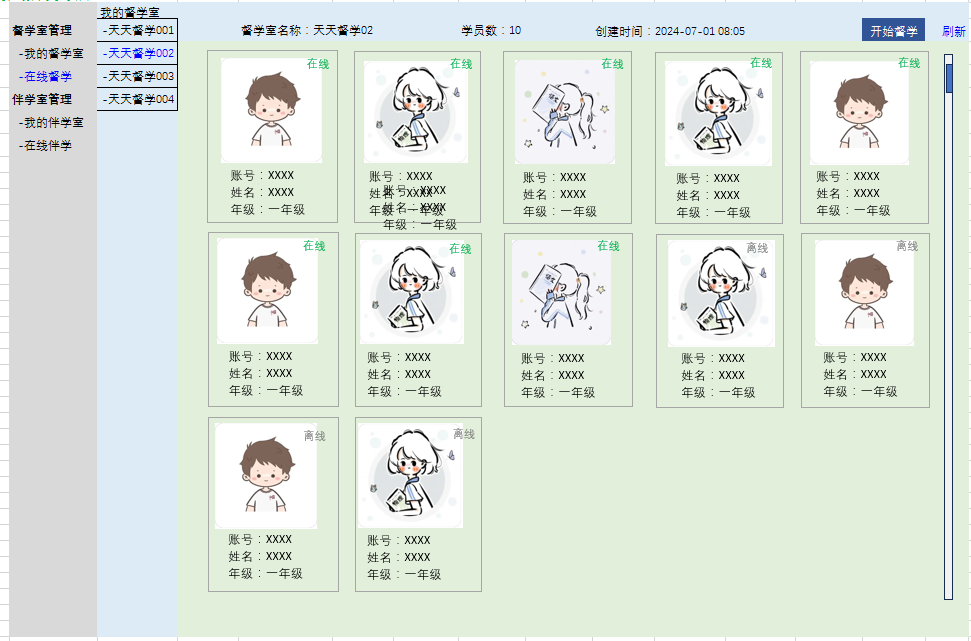 我的督学室
督学室管理
-我的督学室
-在线督学
伴学室管理
-我的伴学室
-在线伴学
-天天督学001
-天天督学002
-天天督学003
-天天督学004
督学室名称：天天督学02 学员数：10 创建时间：2024-07-01 08:05 开始督学 刷新
在线
账号：XXXX
姓名：XXXX
年级：一年级
在线
账号：XXXX
姓名：XXXX
年级：一年级
账号：XXXX
姓名：XXXX
年级：一年级
在线
账号：XXXX
姓名：XXXX
年级：一年级
在线
账号：XXXX
姓名：XXXX
年级：一年级
在线
账号：XXXX
姓名：XXXX
年级：一年级
在线
账号：XXXX
姓名：XXXX
年级：一年级
在线
账号：XXXX
姓名：XXXX
年级：一年级
在线
账号：XXXX
姓名：XXXX
年级：一年级
离线
账号：XXXX
姓名：XXXX
年级：一年级
离线
账号：XXXX
姓名：XXXX
年级：一年级
离线
账号：XXXX
姓名：XXXX
年级：一年级
离线
账号：XXXX
姓名：XXXX
年级：一年级